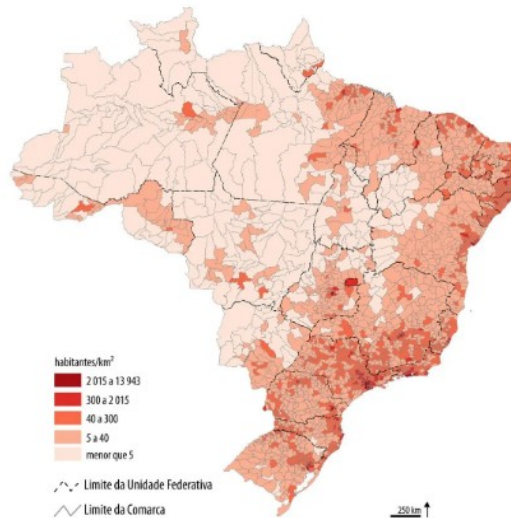 habitantes/km²
2 015 a 13 943
300 a 2 015
40 a 300
5 a 40
menor que 5
Limite da Unidade Federativa
Limite da Comarca
250 km